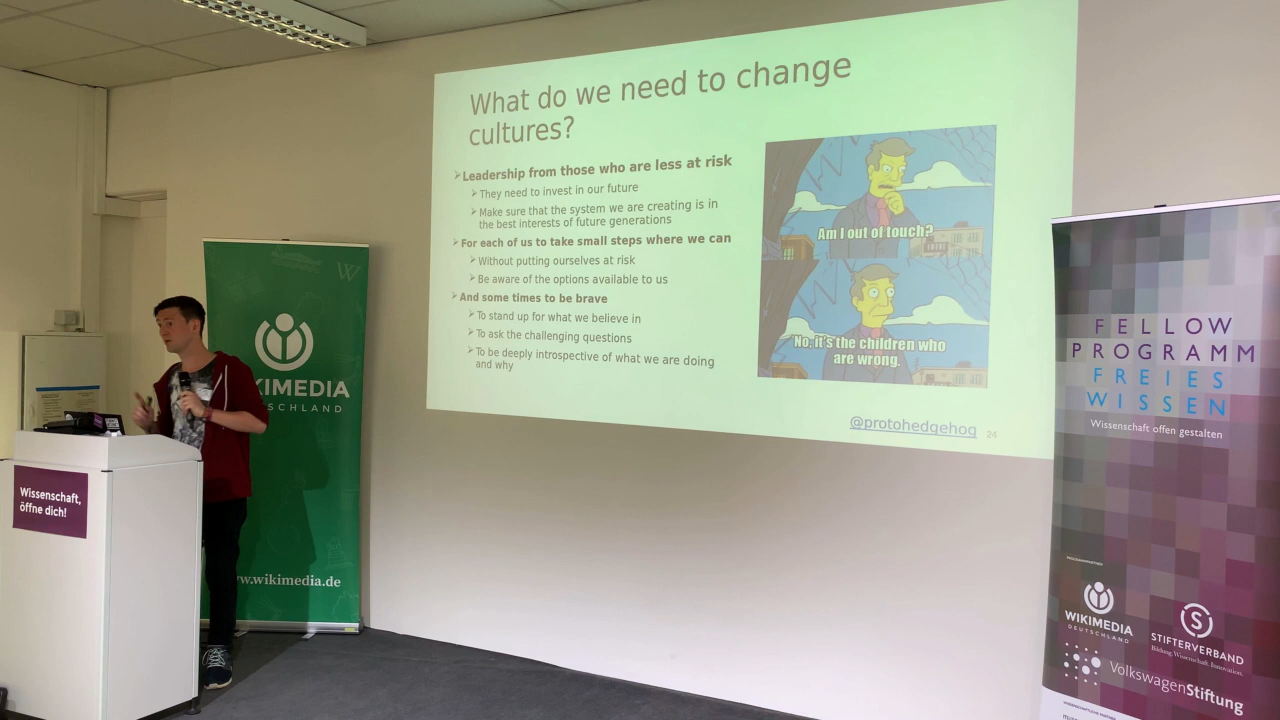 What do we need to change
cultures?
➢Leadership from those who are less at risk
➢They need to invest in our future
➢Make sure that the system we are creating is in
the best interests of future generations
➢For each of us to take small steps where we can
➢Without putting ourselves at risk
➢Be aware of the options available to us
➢And some times to be brave
➢To stand up for what we believe in
➢To ask the challenging questions
➢To be deeply introspective of what we are doing
and why
Am I out of touch?
No, it's the children who
are wrong.
@protohedgehog 24
W
KIMEDIA
SCHLAND
w.wikimedia.de
Wissenschaft,
öffne dich!
FELLOW
PROGRAMM
FREIES
WISSEN
Wissenschaft offen gestalten
WIKIMEDIA
DEUTSCHLAND
S
STIFTERVERBAND
Bildung. Wissenschaft. Innovation.
VolkswagenStiftung